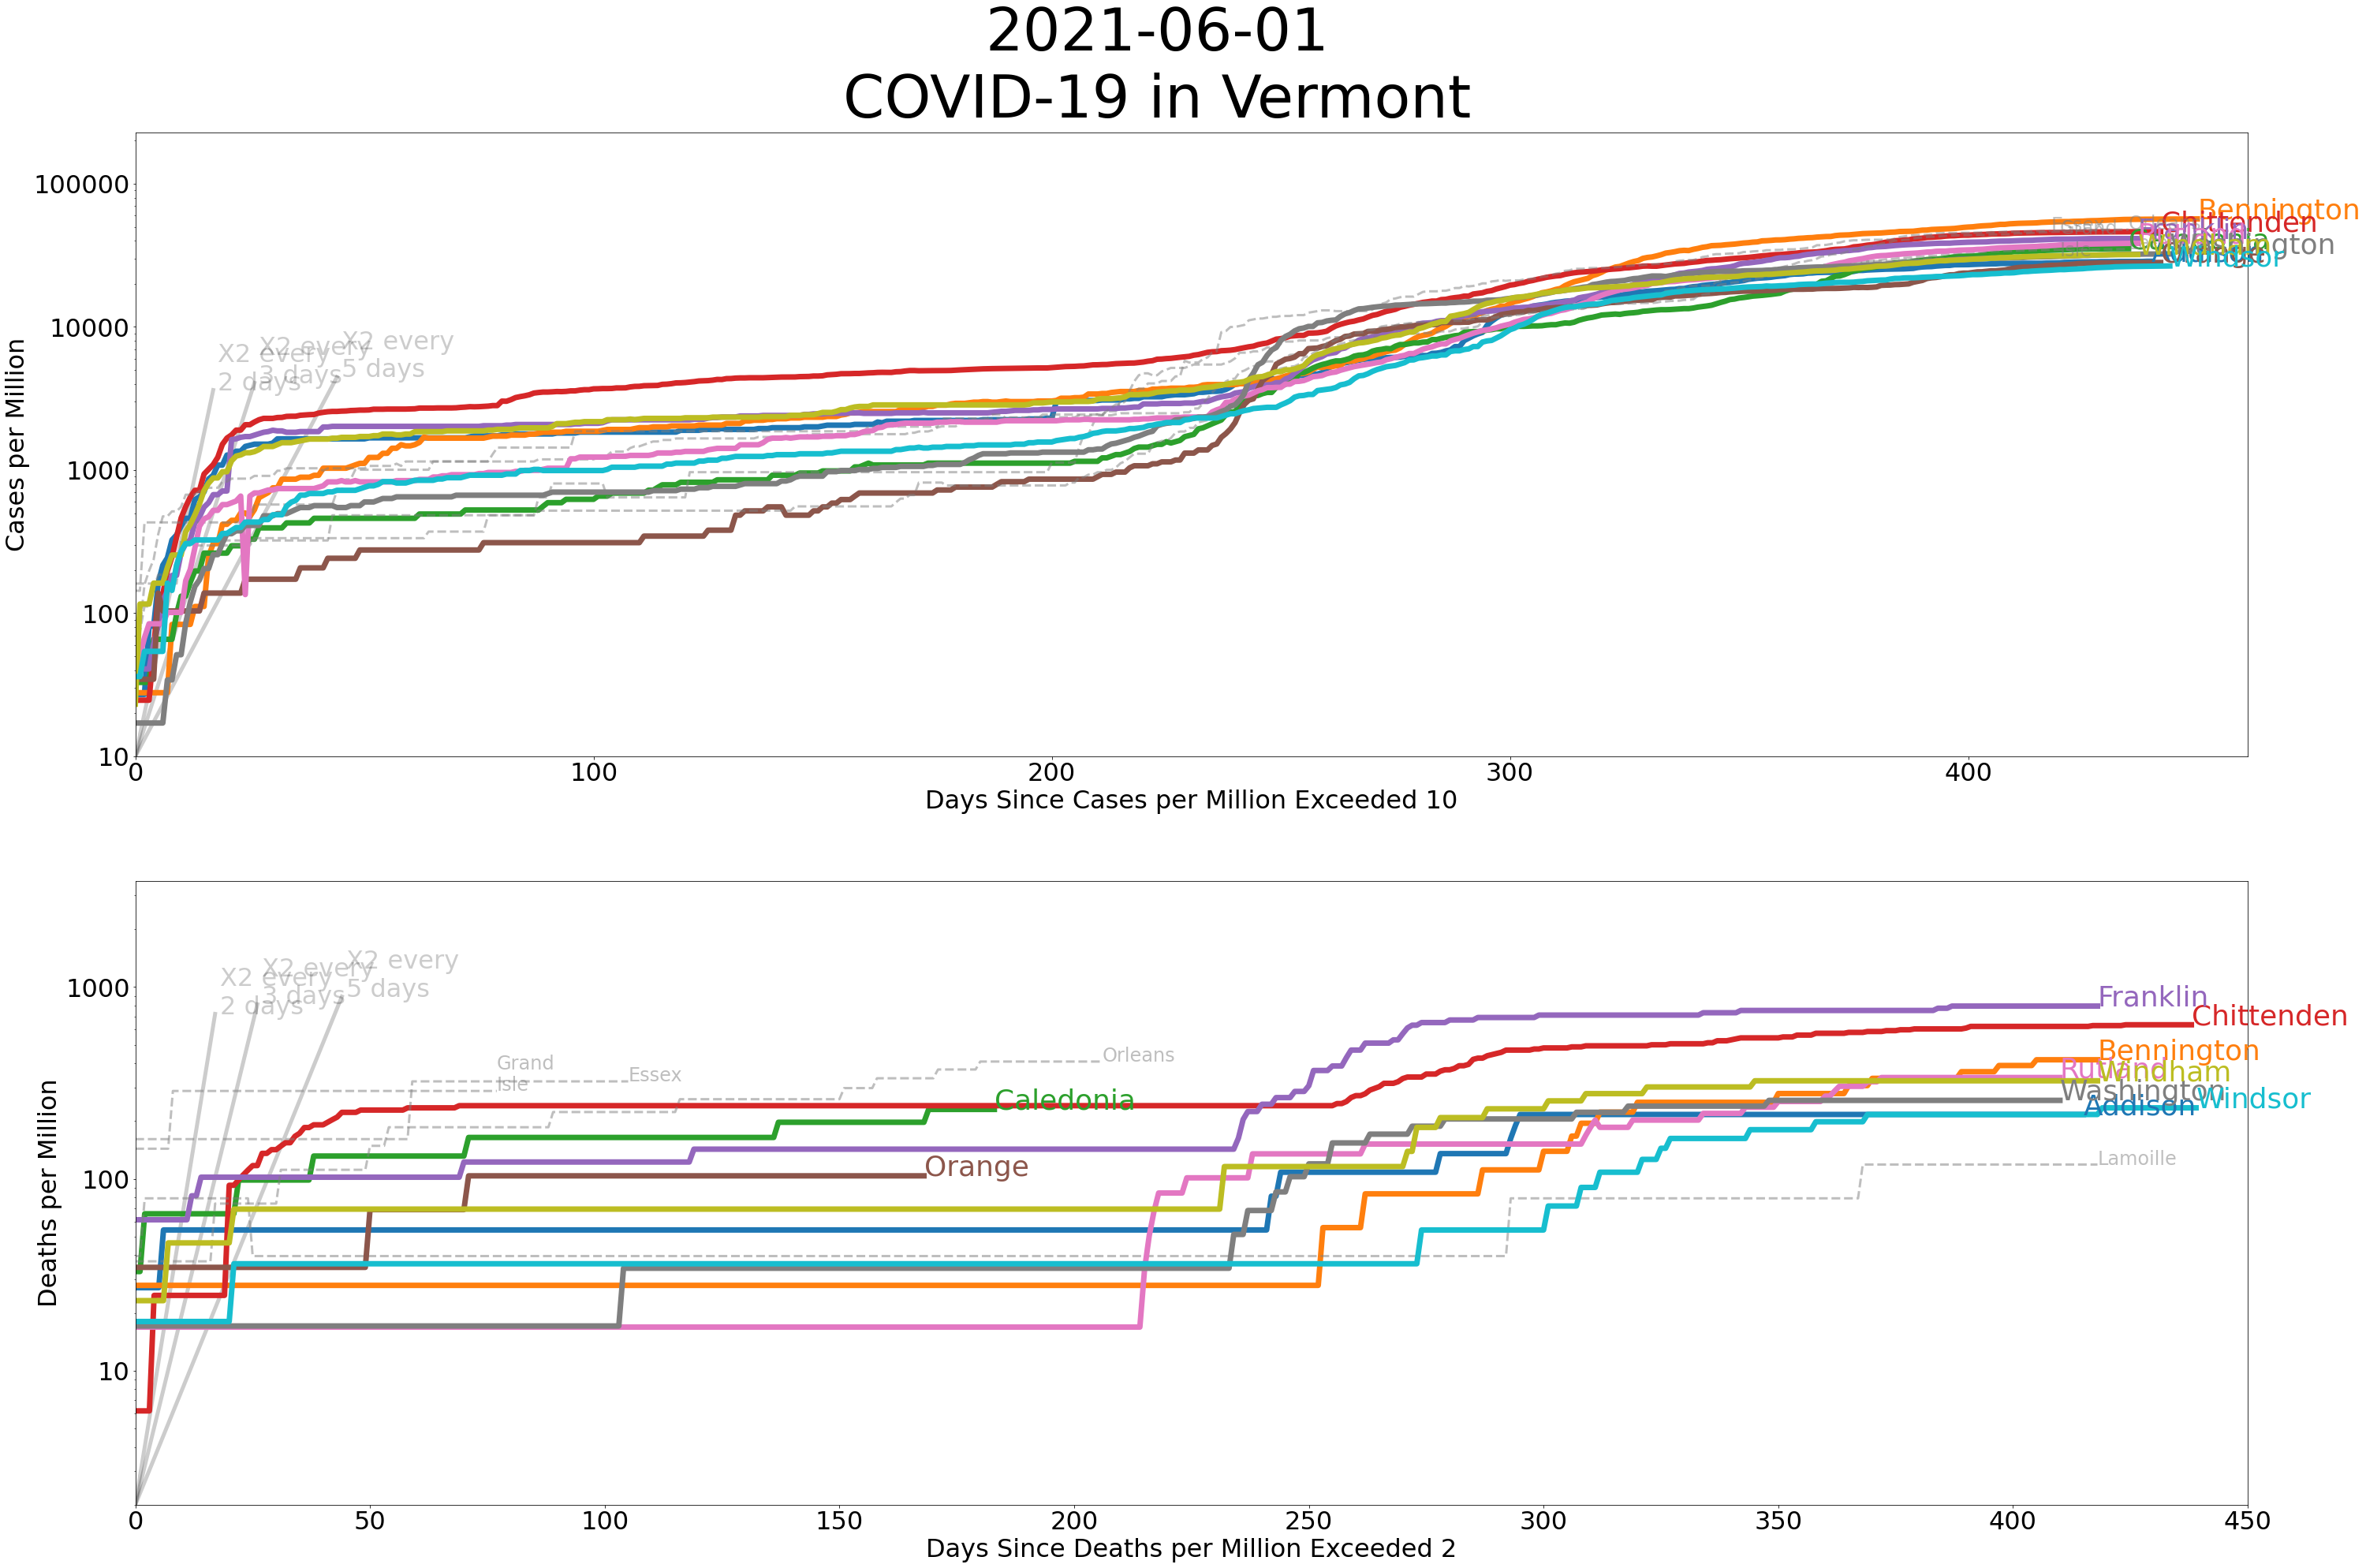 2021-06-01
COVID-19 in Vermont
Cases per Million
100000
10000
1000
100
10
X2 every
2 days
X2 every
3 days
X2 every
5 days
Bennington
Chittenden
Washington
Windham
Windsor
0
100
200
300
400
Days Since Cases per Million Exceeded 10
Deaths per Million
1000
100
10
X2 every
2 days
X2 every
3 days
X2 every
5 days
Grand
Isle
Essex
Orleans
Caledonia
Orange
Franklin
Chittenden
Bennington
Rutland
Windham
Washington
Addison
Windsor
Lamoille
0
50
100
150
200
250
300
350
400
450
Days Since Deaths per Million Exceeded 2